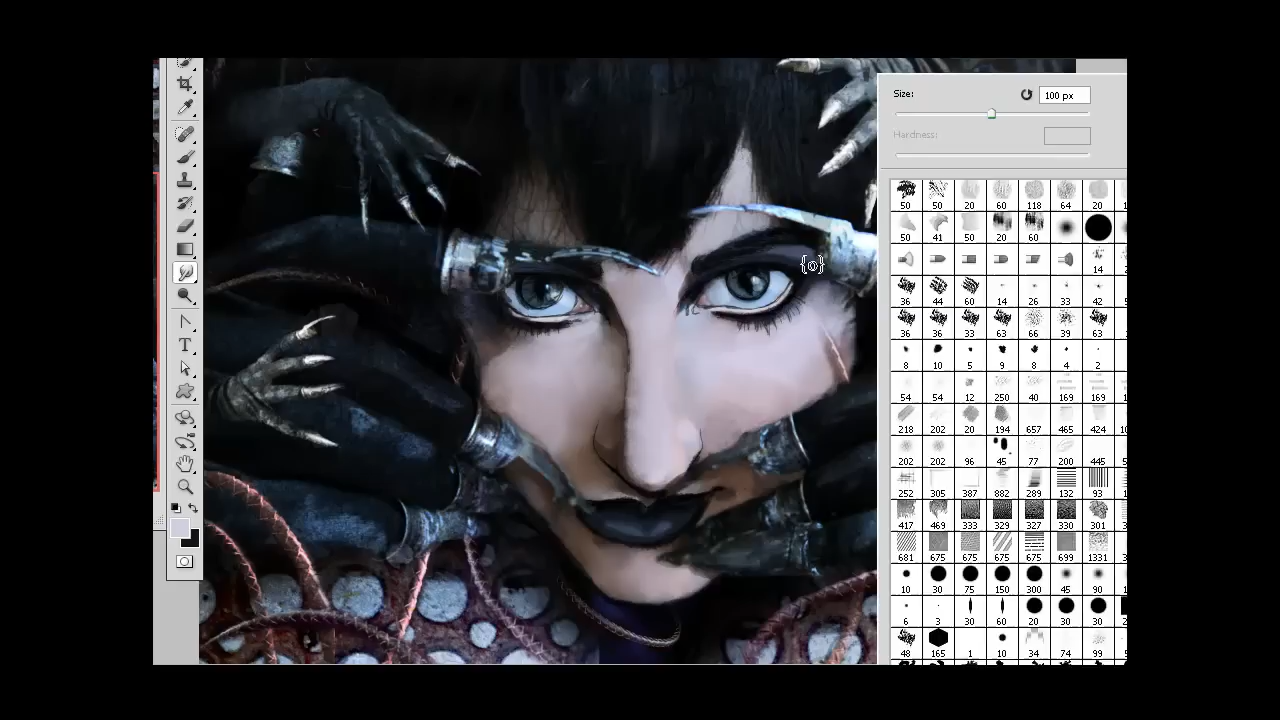 Size:
100 px
Hardness:
50 50 20 60 118 64 20
50 41 50 20 60
14
36 44 60 14 26 33 42
36 36 33 63 66 39 63
8 10 5 9 8 4 2
54 54 12 250 40 169 169
218 202 20 194 657 465 424
202 202 96 45 77 200 445
252 305 387 882 289 132 93
417 469 333 329 327 330 301
681 675 675 675 675 699 1331
10 30 75 150 300 45 90
6 3 30 60 20 30 30
48 165 1 10 34 74 99
T